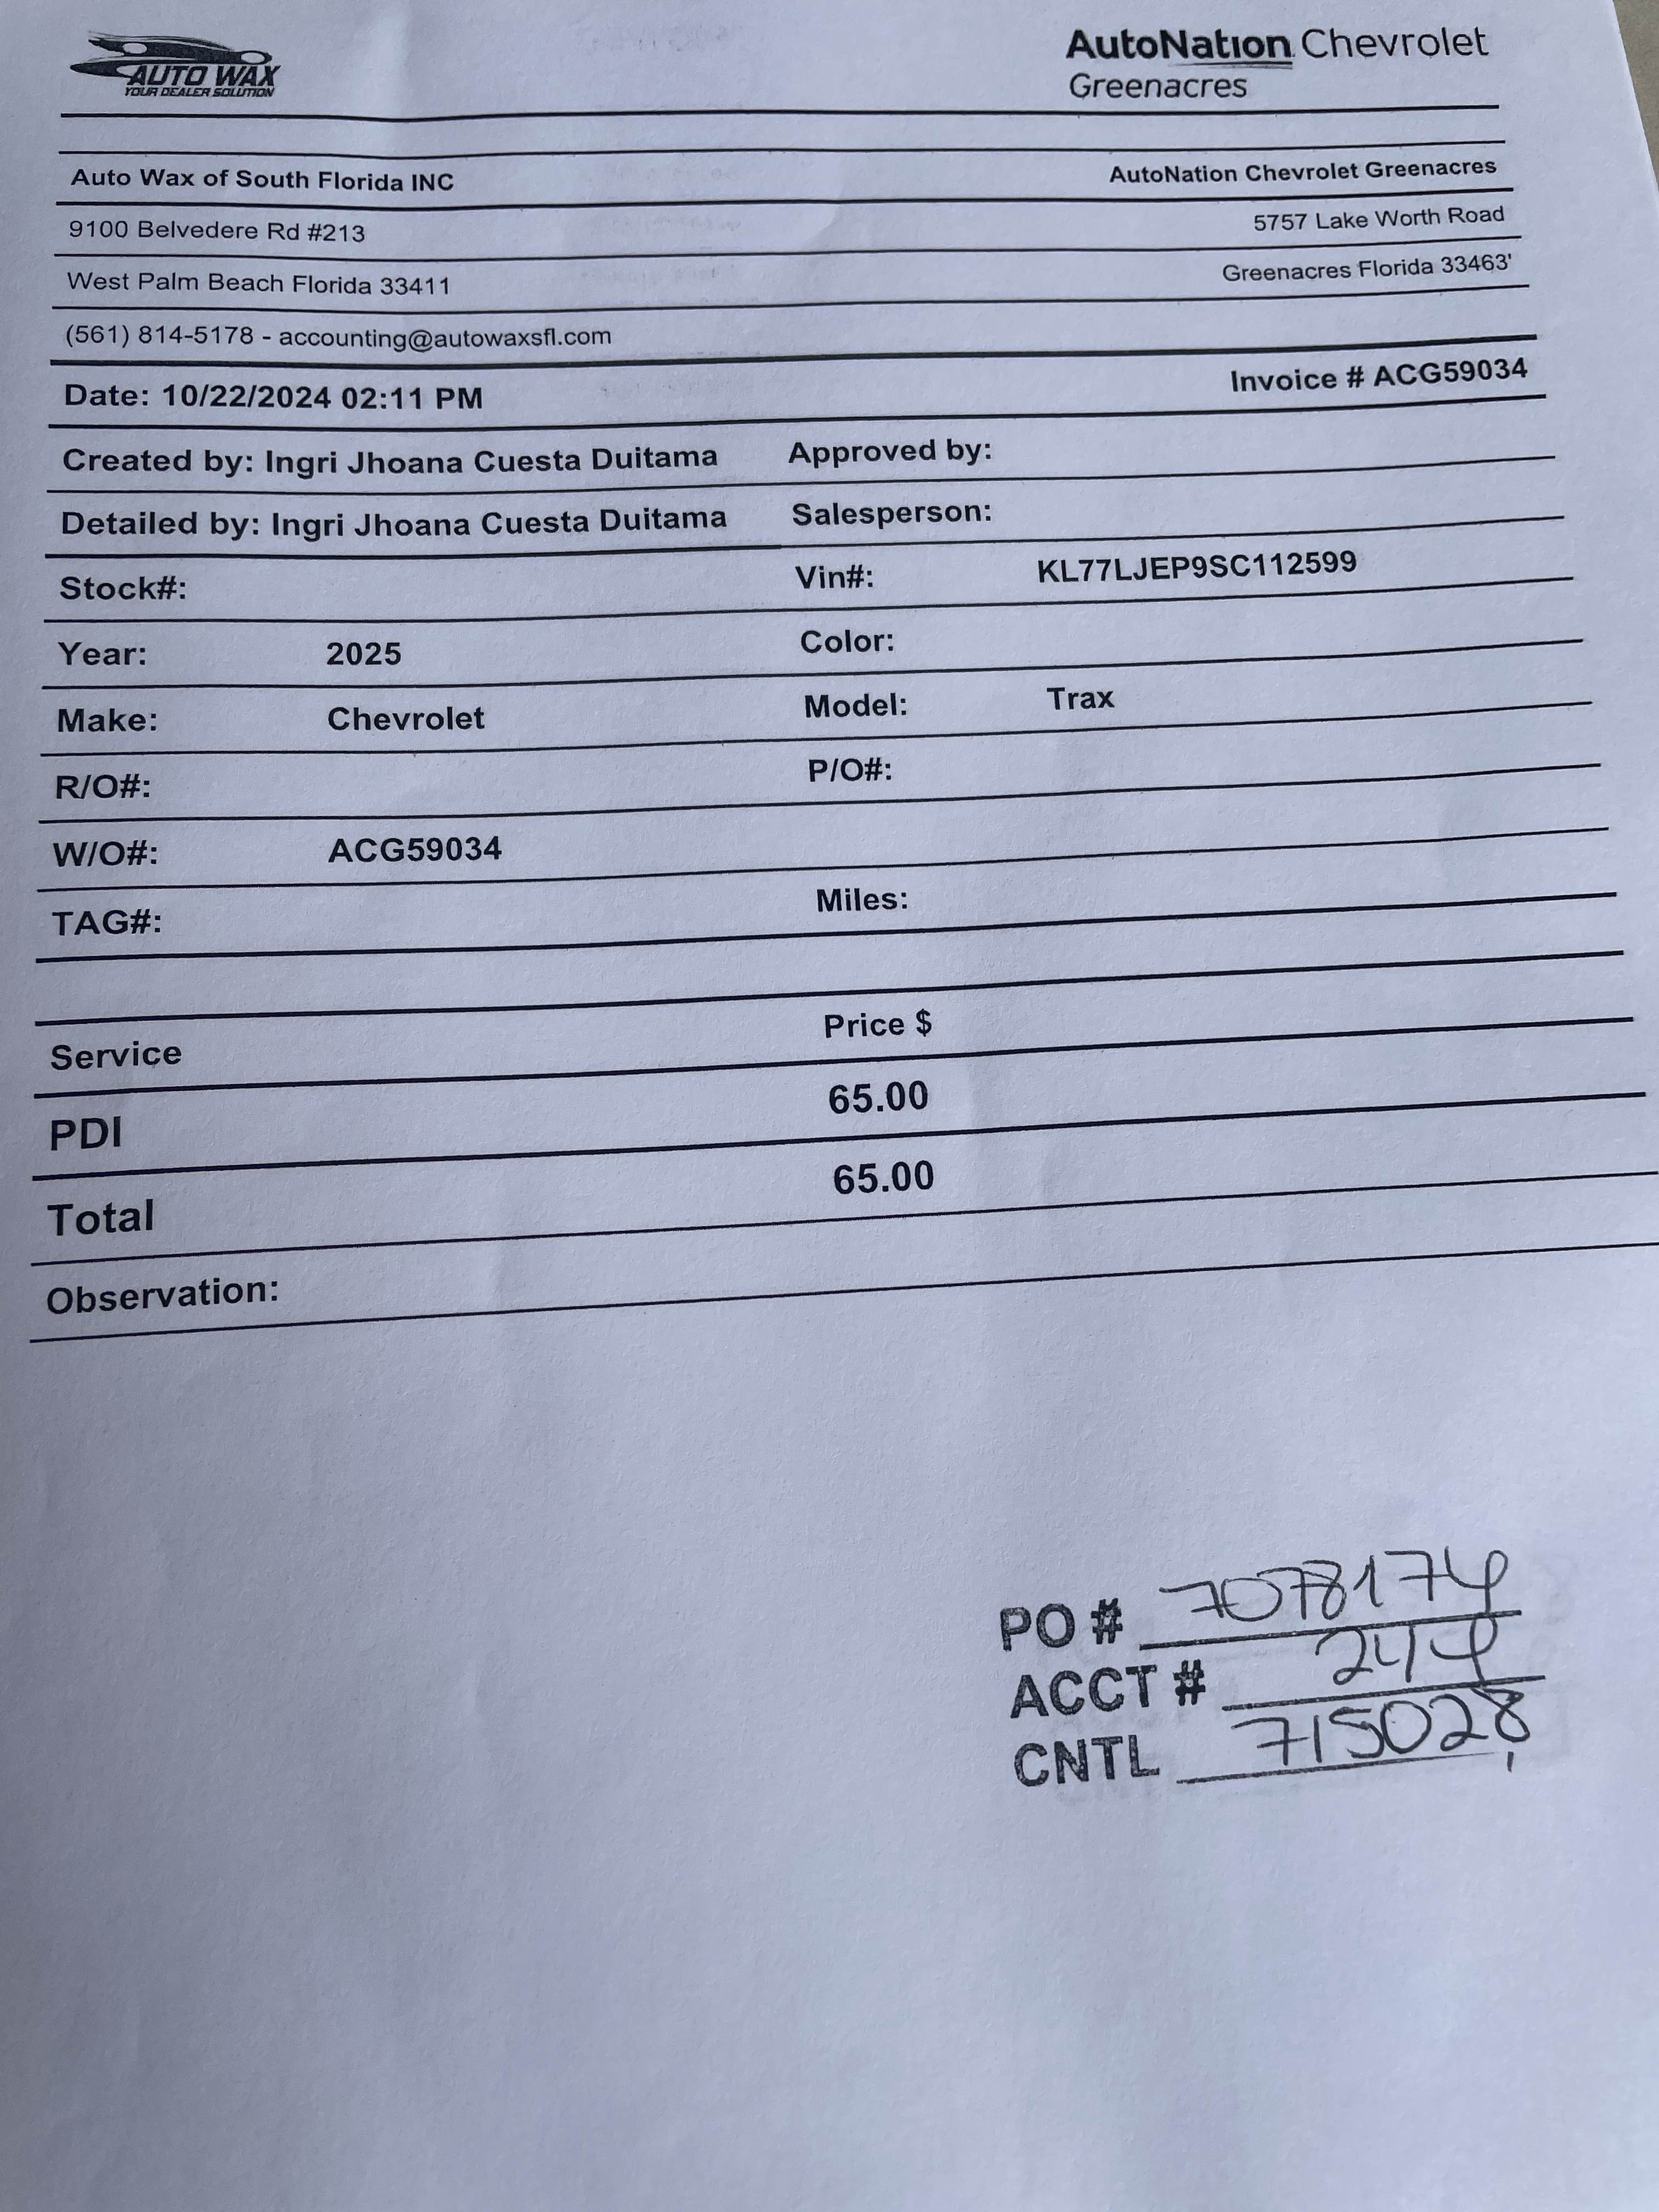 AUTO WAX
YOUR DEALER SOLUTION
AutoNation Chevrolet
Greenacres
Auto Wax of South Florida INC AutoNation Chevrolet Greenacres
9100 Belvedere Rd #213 5757 Lake Worth Road
West Palm Beach Florida 33411 Greenacres Florida 33463'
(561) 814-5178 - accounting@autowaxsfl.com
Date: 10/22/2024 02:11 PM Invoice # ACG59034
Created by: Ingri Jhoana Cuesta Duitama Approved by:
Detailed by: Ingri Jhoana Cuesta Duitama Salesperson:
Stock#: Vin#: KL77LJEP9SC112599
Year: 2025 Color:
Make: Chevrolet Model: Trax
R/O#: P/O#:
W/O#: ACG59034
TAG#: Miles:
Service Price $
PDI 65.00
Total 65.00
Observation:
PO # 7078174
ACCT # 244
CNTL 715028